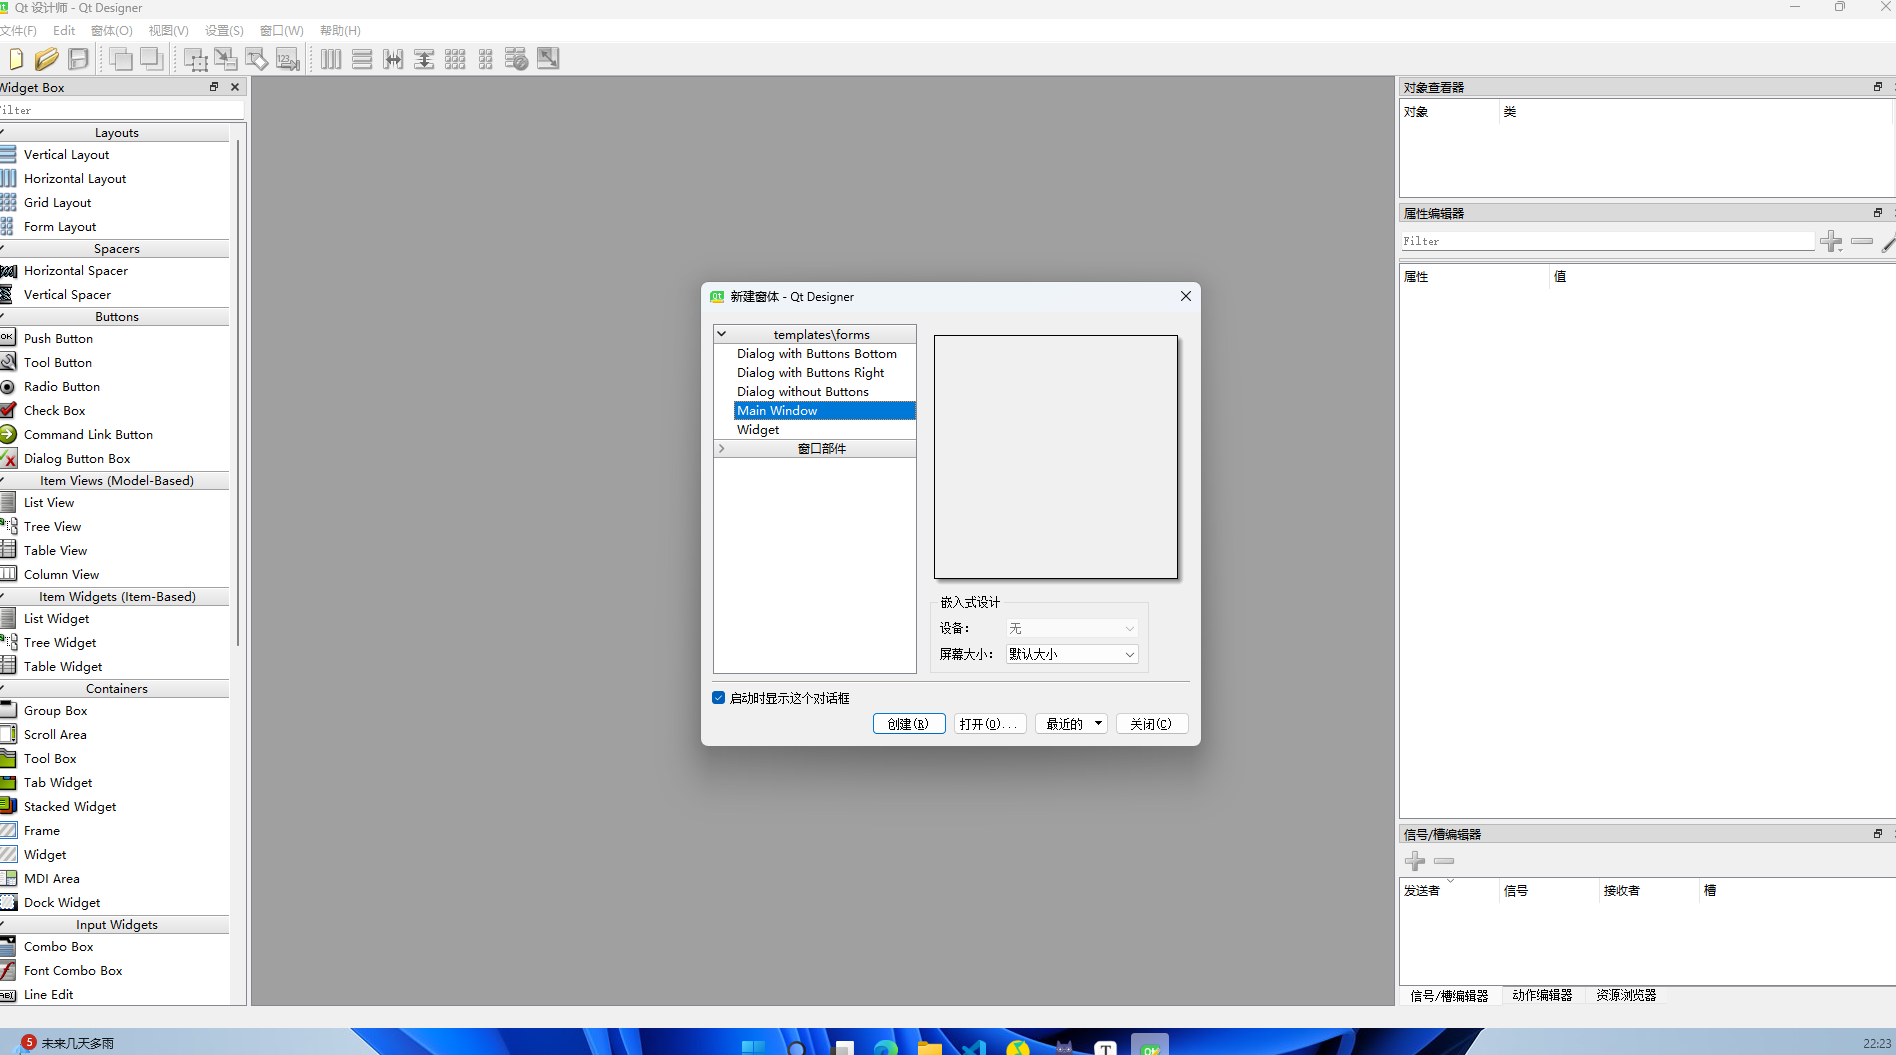 Qt 设计师 - Qt Designer
文件(F) Edit 窗体(O) 视图(V) 设置(S) 窗口(W) 帮助(H)
Widget Box
Filter
Layouts
Vertical Layout
Horizontal Layout
Grid Layout
Form Layout
Spacers
Horizontal Spacer
Vertical Spacer
Buttons
Push Button
Tool Button
Radio Button
Check Box
Command Link Button
Dialog Button Box
Item Views (Model-Based)
List View
Tree View
Table View
Column View
Item Widgets (Item-Based)
List Widget
Tree Widget
Table Widget
Containers
Group Box
Scroll Area
Tool Box
Tab Widget
Stacked Widget
Frame
Widget
MDI Area
Dock Widget
Input Widgets
Combo Box
Font Combo Box
Line Edit
新建窗体 - Qt Designer
templates\forms
Dialog with Buttons Bottom
Dialog with Buttons Right
Dialog without Buttons
Main Window
Widget
窗口部件
嵌入式设计
设备： 无
屏幕大小： 默认大小
启动时显示这个对话框
创建(R) 打开(O)... 最近的 关闭(C)
对象查看器
对象 类
属性编辑器
Filter
属性 值
信号/槽编辑器
发送者 信号 接收者 槽
信号/槽编辑器 动作编辑器 资源浏览器
5 未来几天多雨
22:23